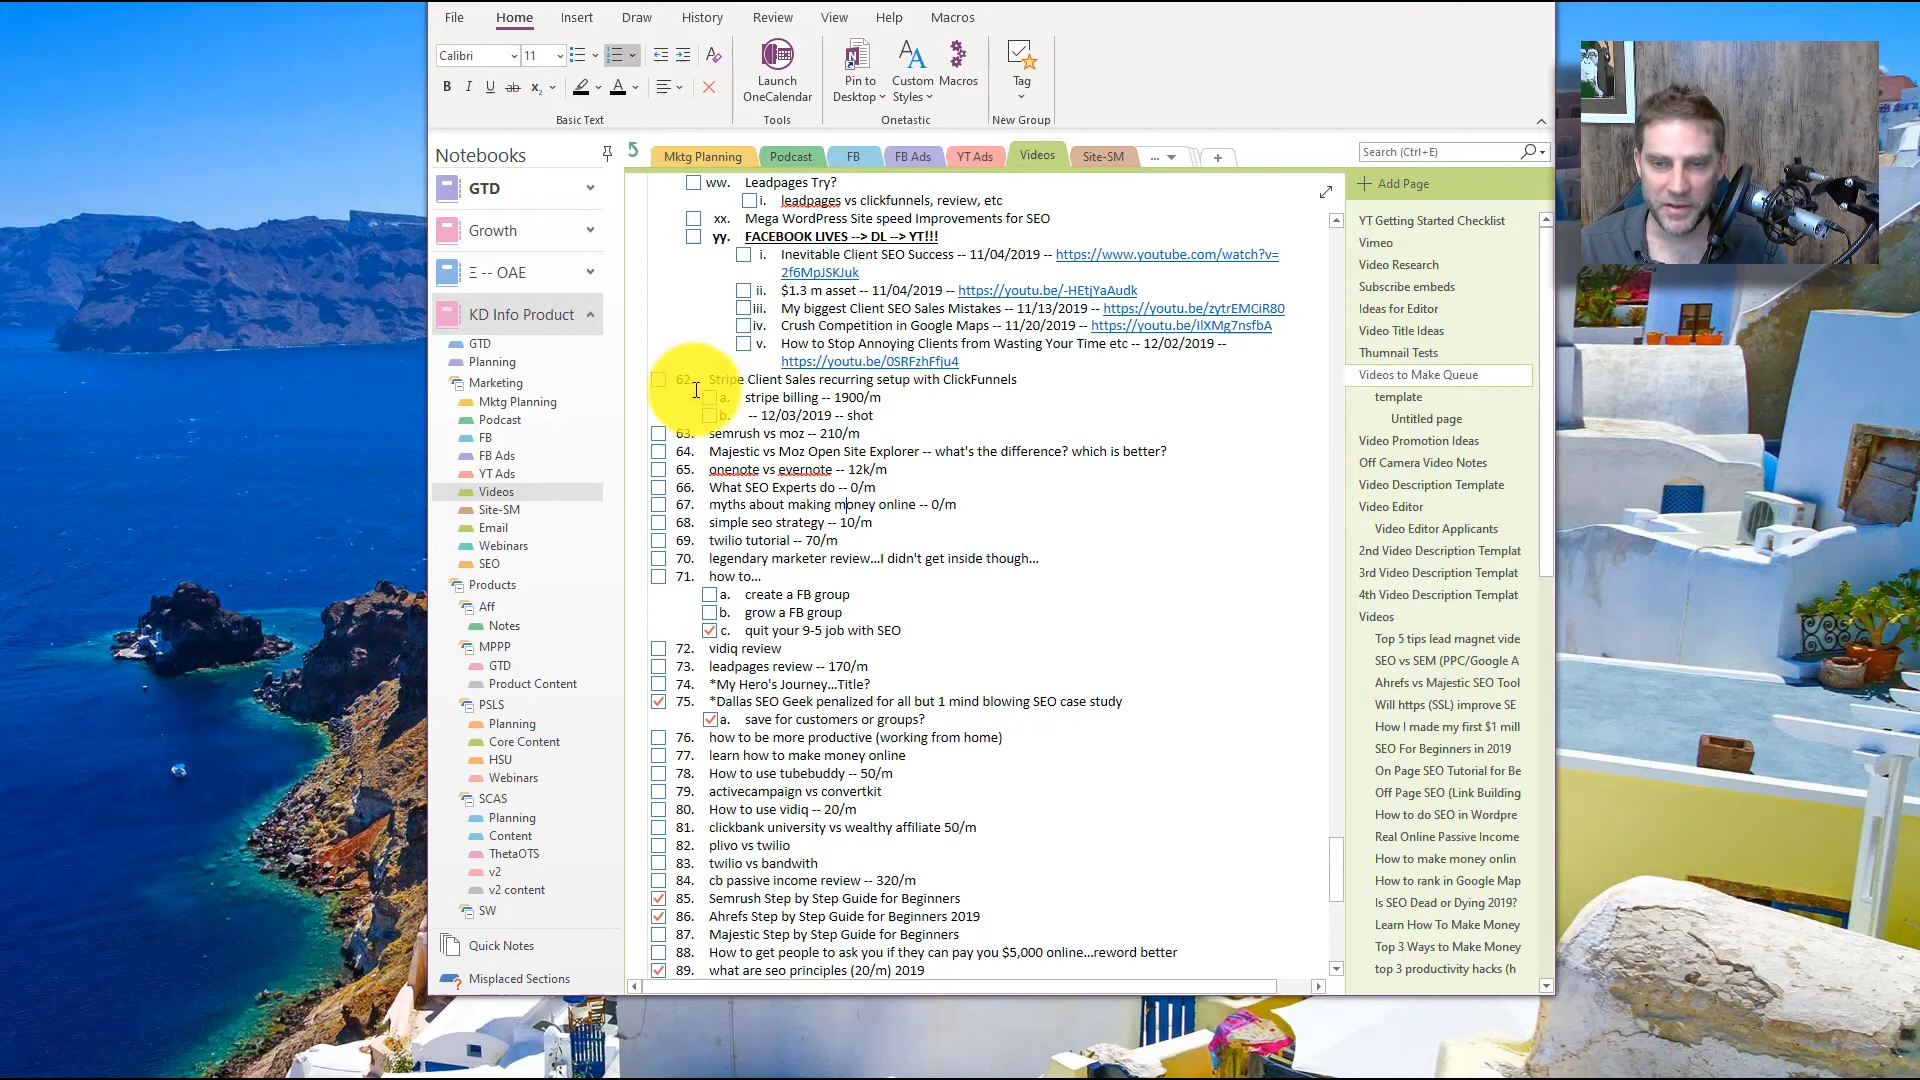 File Home Insert Draw History Review View Help Macros
Calibri 11
B I U ab x₂ A
Basic Text
Launch OneCalendar
Tools
Pin to Desktop
Custom Styles
Macros
Onetastic
Tag
New Group
Notebooks
GTD
Growth
Ξ -- OAE
KD Info Product
GTD
Planning
Marketing
Mktg Planning
Podcast
FB
FB Ads
YT Ads
Videos
Site-SM
Email
Webinars
SEO
Products
Aff
Notes
MPPP
GTD
Product Content
PSLS
Planning
Core Content
HSU
Webinars
SCAS
Planning
Content
ThetaOTS
v2
v2 content
SW
Quick Notes
Misplaced Sections
Mktg Planning Podcast FB FB Ads YT Ads Videos Site-SM ... +
Search (Ctrl+E)
ww. Leadpages Try?
i. leadpages vs clickfunnels, review, etc
xx. Mega WordPress Site speed Improvements for SEO
yy. FACEBOOK LIVES --> DL --> YT!!!
i. Inevitable Client SEO Success -- 11/04/2019 -- https://www.youtube.com/watch?v=
2f6MpJSKJuk
ii. $1.3 m asset -- 11/04/2019 -- https://youtu.be/-HEtjYaAudk
iii. My biggest Client SEO Sales Mistakes -- 11/13/2019 -- https://youtu.be/zytrEMCiR80
iv. Crush Competition in Google Maps -- 11/20/2019 -- https://youtu.be/IlXMg7nsfbA
v. How to Stop Annoying Clients from Wasting Your Time etc -- 12/02/2019 --
https://youtu.be/0SRFzhFfju4
62. Stripe Client Sales recurring setup with ClickFunnels
a. stripe billing -- 1900/m
b. -- 12/03/2019 -- shot
63. semrush vs moz -- 210/m
64. Majestic vs Moz Open Site Explorer -- what's the difference? which is better?
65. onenote vs evernote -- 12k/m
66. What SEO Experts do -- 0/m
67. myths about making money online -- 0/m
68. simple seo strategy -- 10/m
69. twilio tutorial -- 70/m
70. legendary marketer review...I didn't get inside though...
71. how to...
a. create a FB group
b. grow a FB group
c. quit your 9-5 job with SEO
72. vidiq review
73. leadpages review -- 170/m
74. *My Hero's Journey...Title?
75. *Dallas SEO Geek penalized for all but 1 mind blowing SEO case study
a. save for customers or groups?
76. how to be more productive (working from home)
77. learn how to make money online
78. How to use tubebuddy -- 50/m
79. activecampaign vs convertkit
80. How to use vidiq -- 20/m
81. clickbank university vs wealthy affiliate 50/m
82. plivo vs twilio
83. twilio vs bandwith
84. cb passive income review -- 320/m
85. Semrush Step by Step Guide for Beginners
86. Ahrefs Step by Step Guide for Beginners 2019
87. Majestic Step by Step Guide for Beginners
88. How to get people to ask you if they can pay you $5,000 online...reword better
89. what are seo principles (20/m) 2019
Add Page
YT Getting Started Checklist
Vimeo
Video Research
Subscribe embeds
Ideas for Editor
Video Title Ideas
Thumnail Tests
Videos to Make Queue
template
Untitled page
Video Promotion Ideas
Off Camera Video Notes
Video Description Template
Video Editor
Video Editor Applicants
2nd Video Description Templat
3rd Video Description Templat
4th Video Description Templat
Videos
Top 5 tips lead magnet vide
SEO vs SEM (PPC/Google A
Ahrefs vs Majestic SEO Tool
Will https (SSL) improve SE
How I made my first $1 mill
SEO For Beginners in 2019
On Page SEO Tutorial for Be
Off Page SEO (Link Building
How to do SEO in Wordpre
Real Online Passive Income
How to make money onlin
How to rank in Google Map
Is SEO Dead or Dying 2019?
Learn How To Make Money
Top 3 Ways to Make Money
top 3 productivity hacks (h